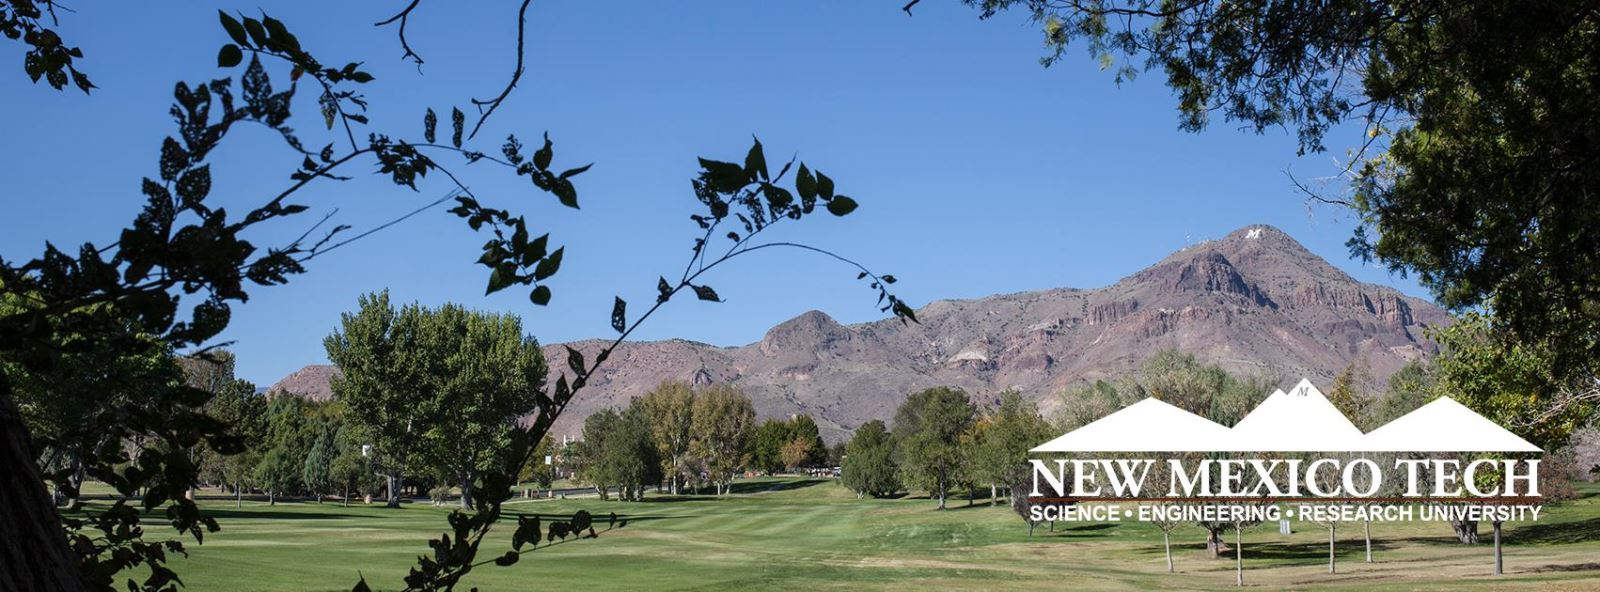 M
M
NEW MEXICO TECH
SCIENCE • ENGINEERING • RESEARCH UNIVERSITY